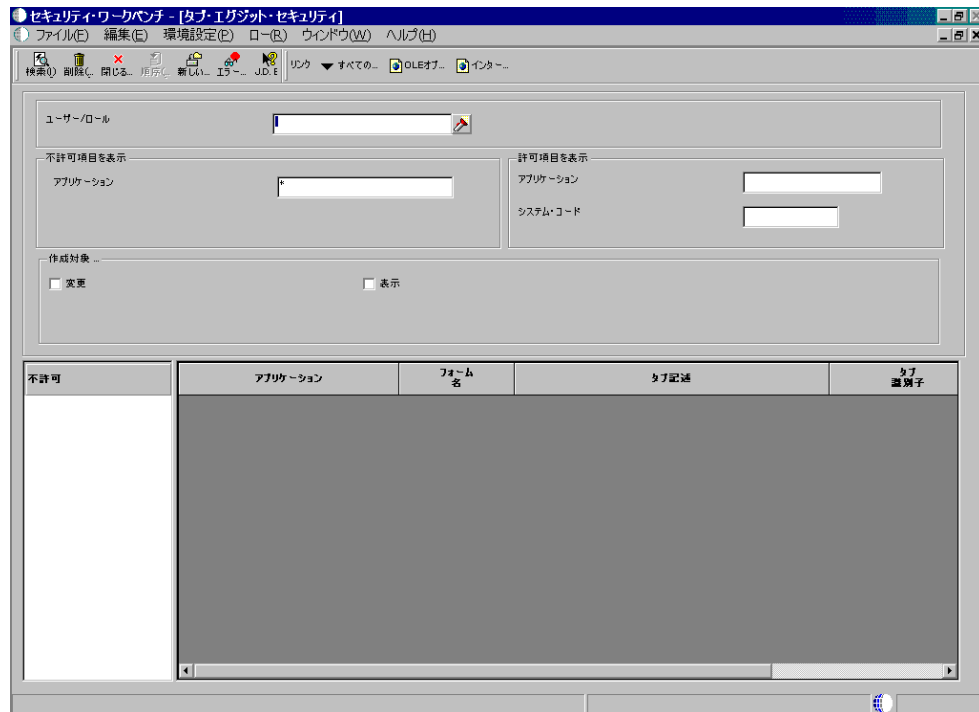 セキュリティ・ワークベンチ - [タブ・エグジット・セキュリティ]
ファイル(F) 編集(E) 環境設定(P) ロー(R) ウィンドウ(W) ヘルプ(H)
検索(I) 削除(... 閉じる... 順序(... 新しい... エラー... J.D. E リンク すべての... OLEオブ... インター...
ユーザー/ロール
不許可項目を表示
アプリケーション *
許可項目を表示
アプリケーション
システム・コード
作成対象 ...
変更 表示
不許可 アプリケーション フォーム名 タブ記述 タブ識別子